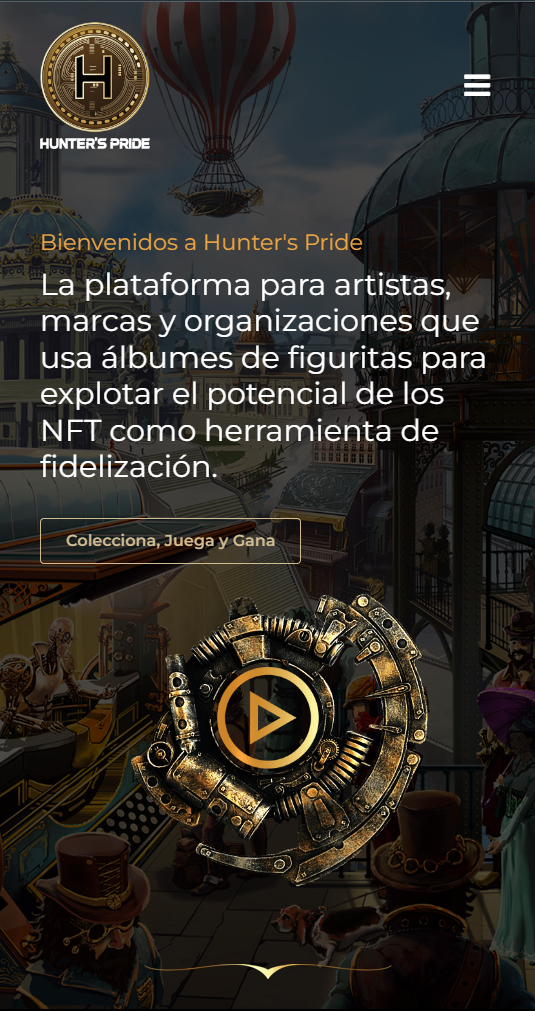 H
HUNTER'S PRIDE
Bienvenidos a Hunter's Pride
La plataforma para artistas,
marcas y organizaciones que
usa álbumes de figuritas para
explotar el potencial de los
NFT como herramienta de
fidelización.
Colecciona, Juega y Gana